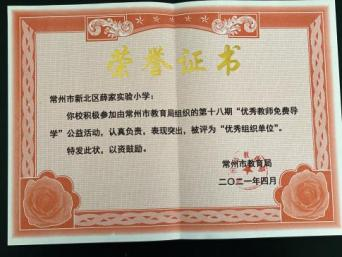 荣誉证书
常州市新北区薛家实验小学：
你校积极参加由常州市教育局组织的第十八期“优秀教师免费导
学”公益活动，认真负责，表现突出，被评为“优秀组织单位”。
特发此状，以资鼓励。
常州市教育局
二〇二一年四月